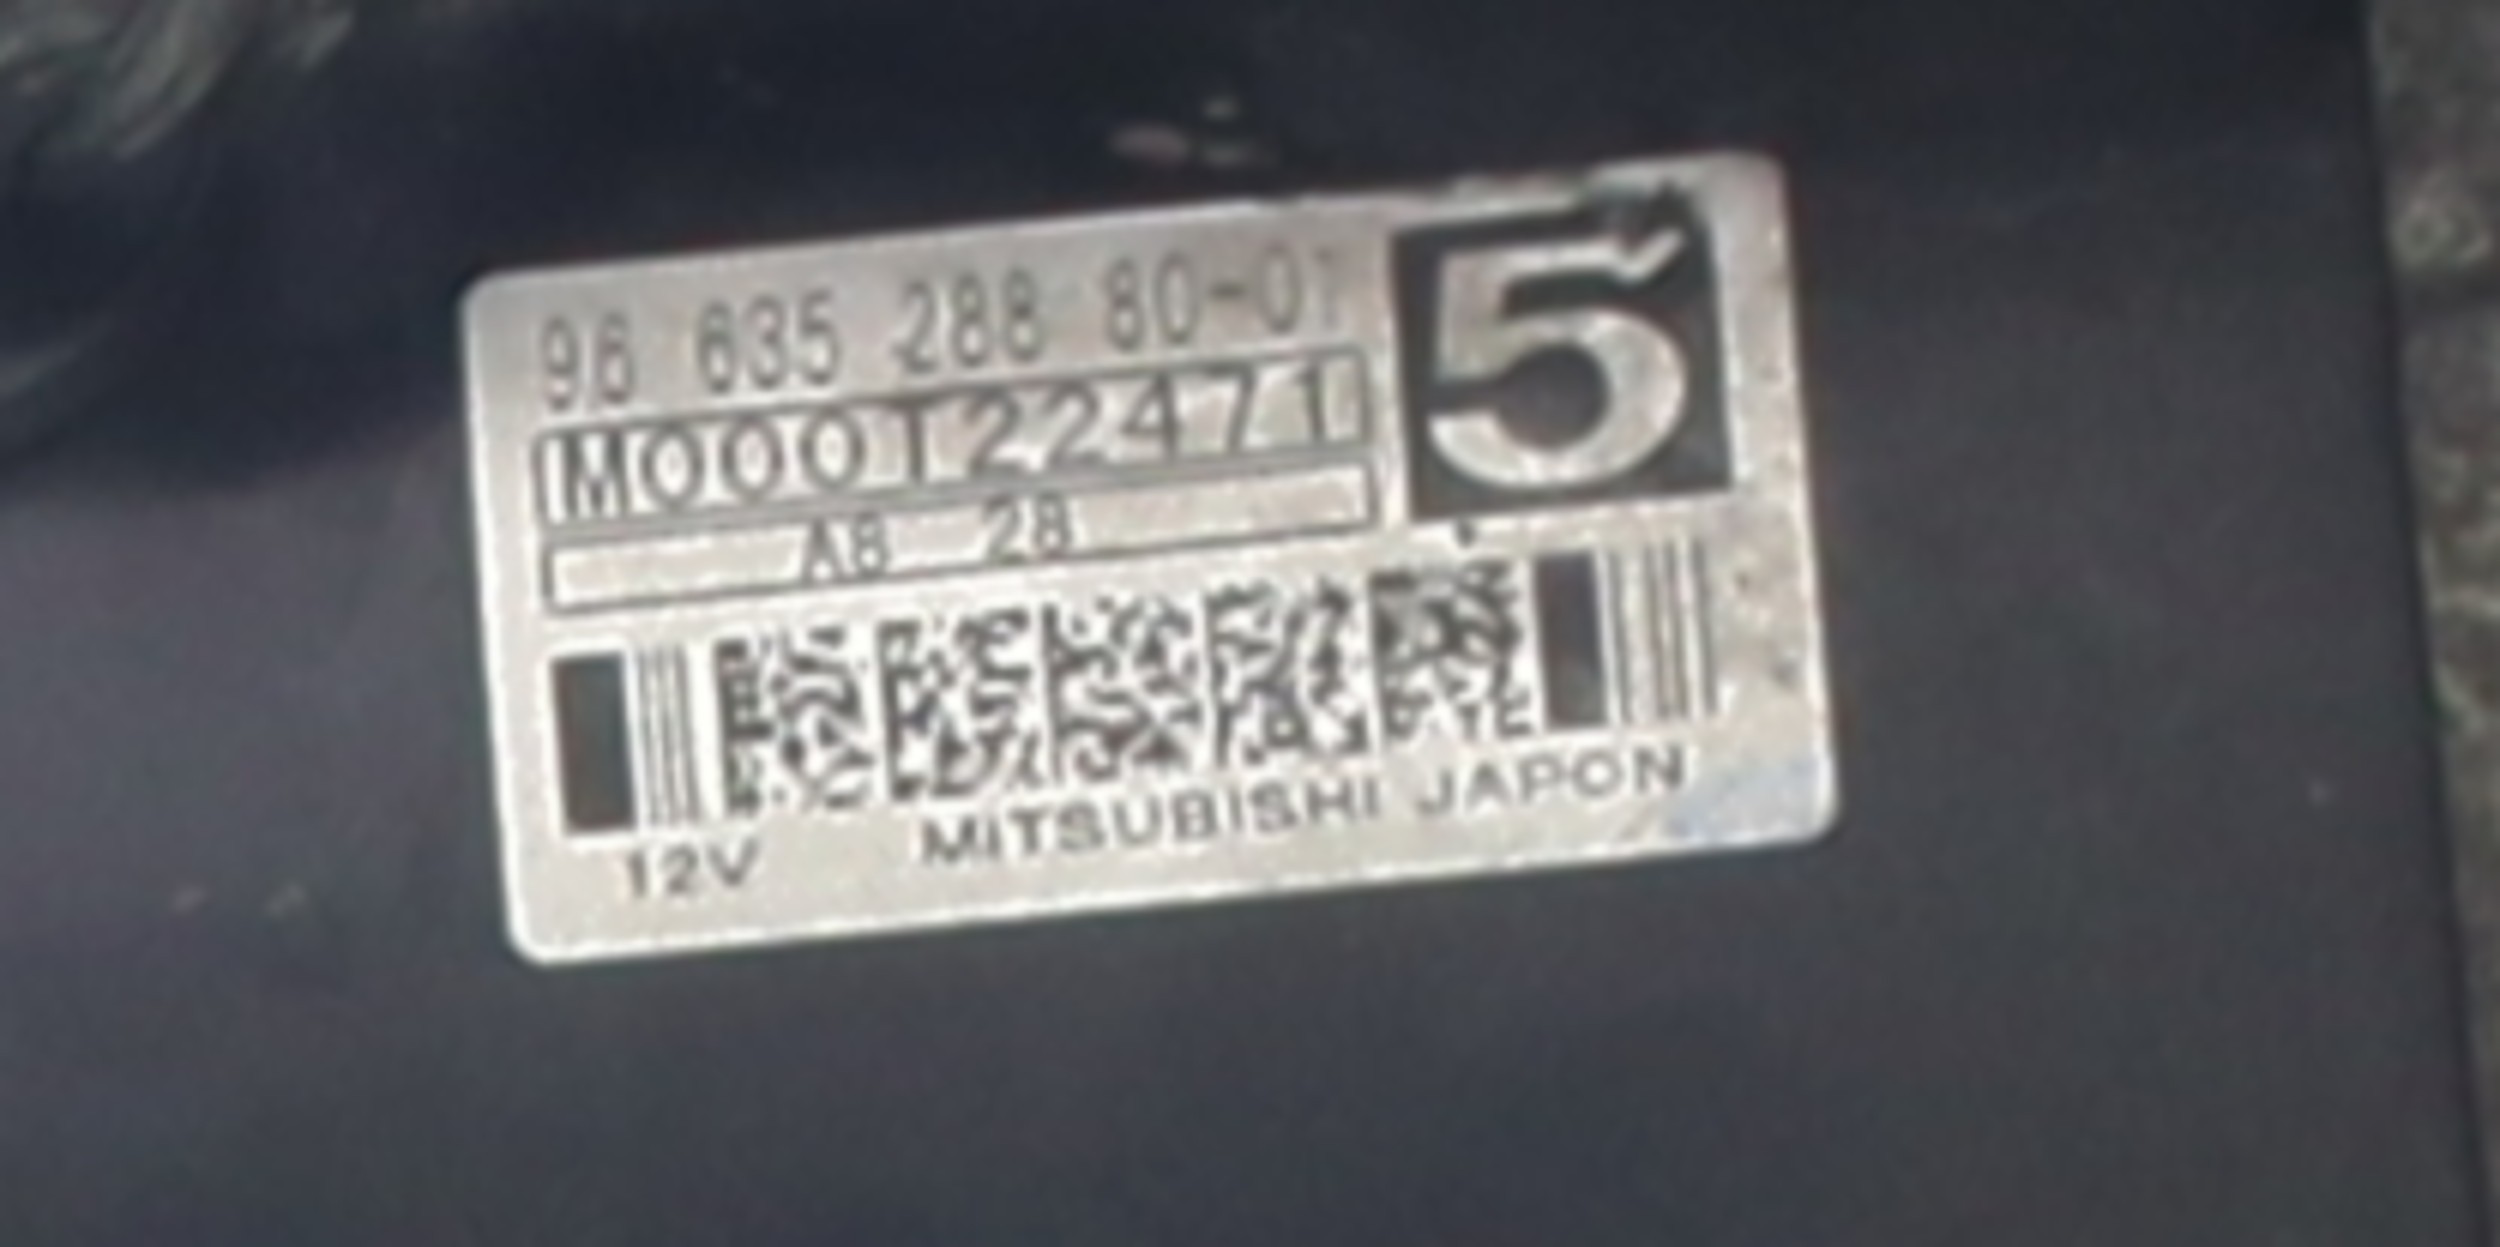 96 635 288 80-01
5
M000T22471
A8 28
12V MITSUBISHI JAPON